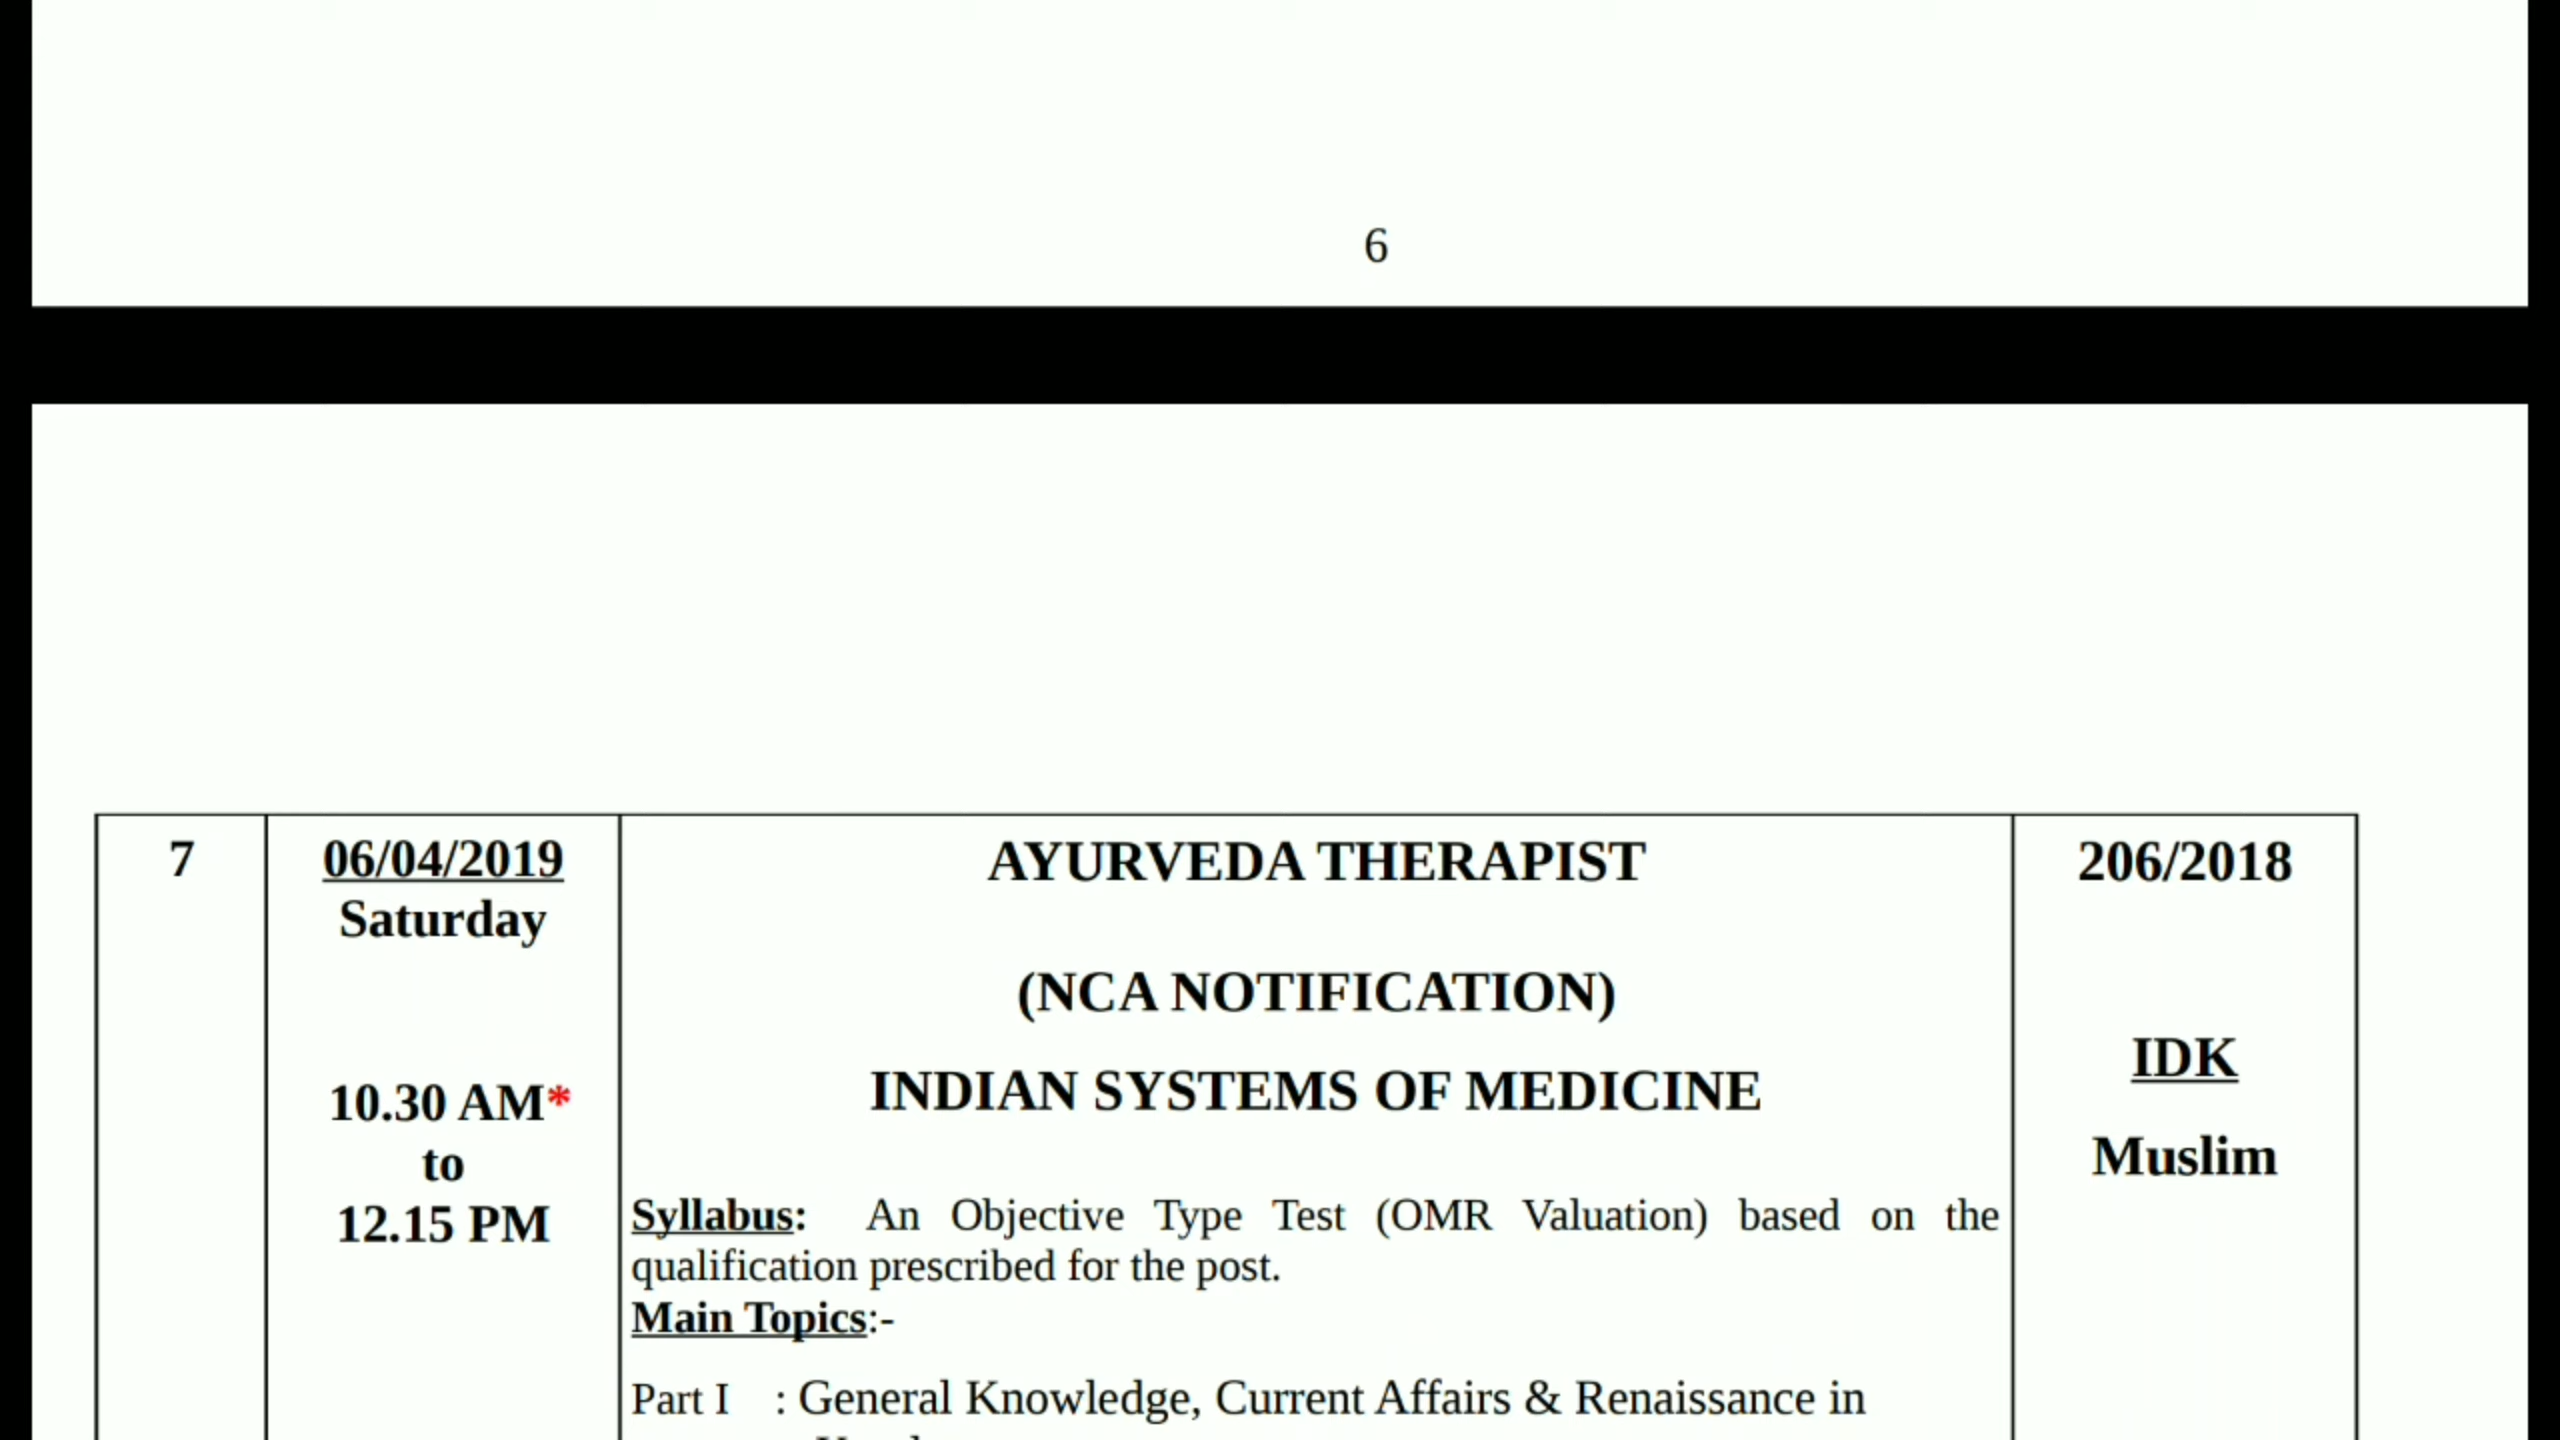 6
7
06/04/2019
Saturday
10.30 AM*
to
12.15 PM
AYURVEDA THERAPIST
(NCA NOTIFICATION)
INDIAN SYSTEMS OF MEDICINE
Syllabus: An Objective Type Test (OMR Valuation) based on the
qualification prescribed for the post.
Main Topics:-
Part I : General Knowledge, Current Affairs & Renaissance in
206/2018
IDK
Muslim